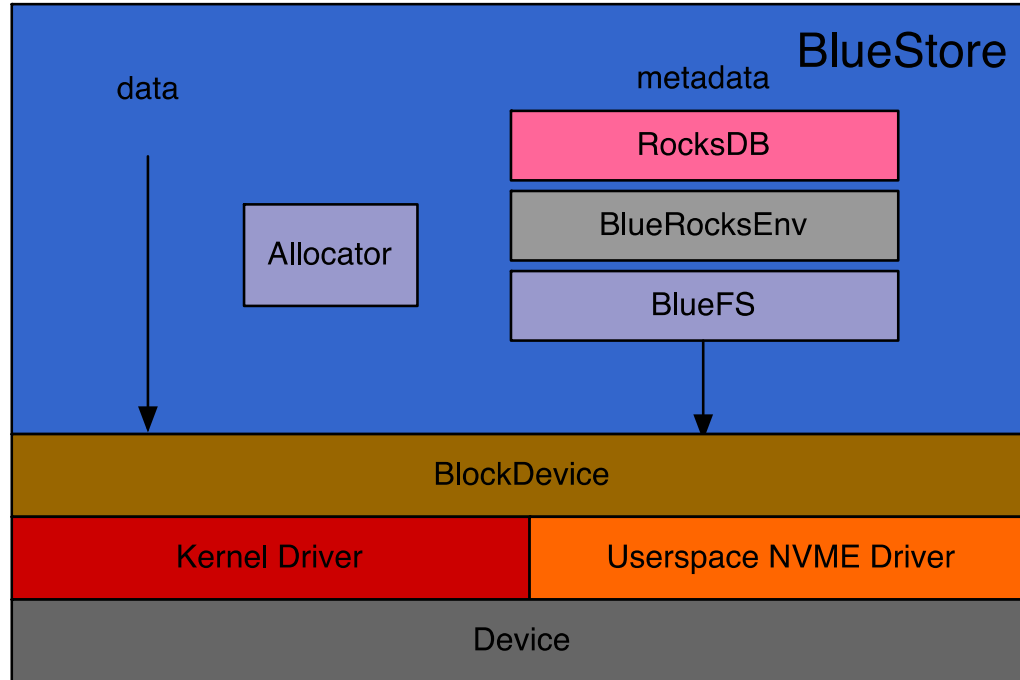 BlueStore
data
metadata
RocksDB
BlueRocksEnv
Allocator
BlueFS
BlockDevice
Kernel Driver
Userspace NVME Driver
Device